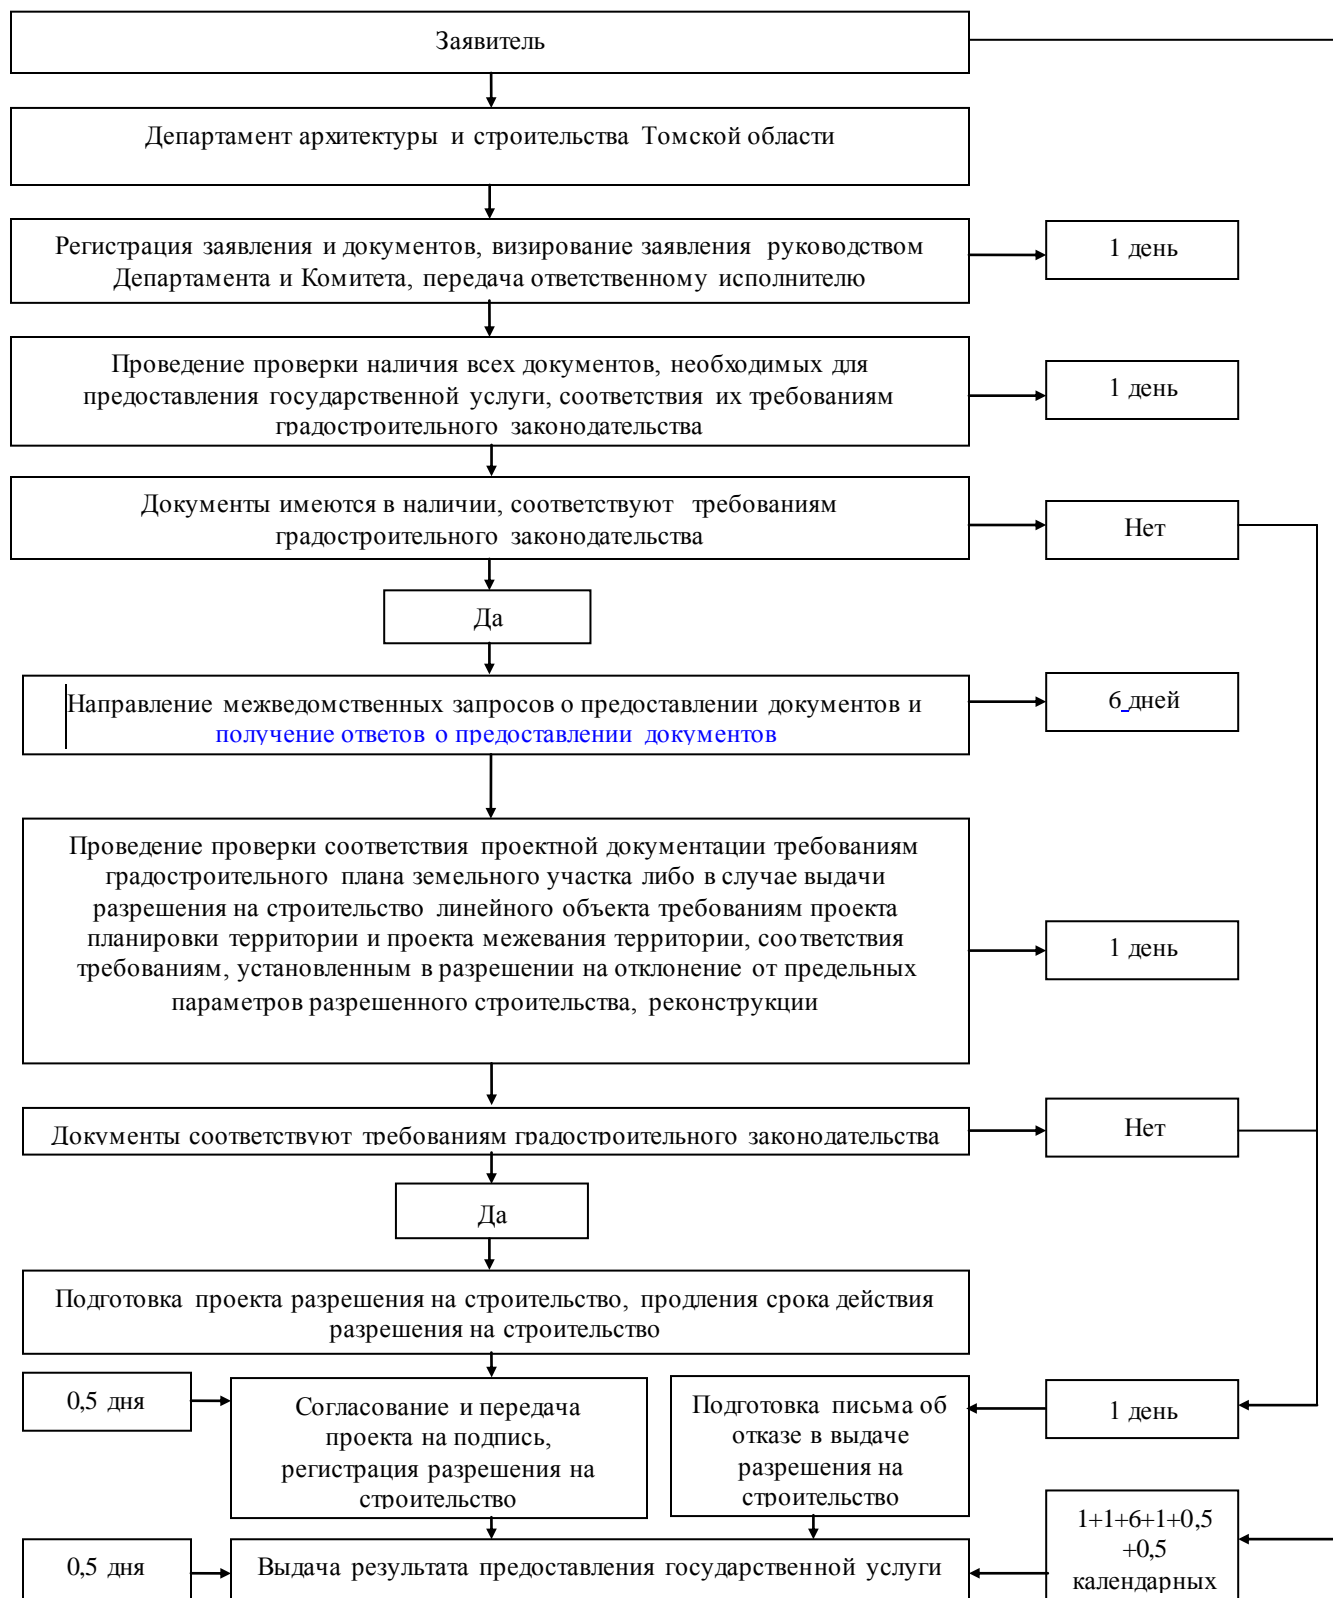 Заявитель
Департамент архитектуры и строительства Томской области
Регистрация заявления и документов, визирование заявления руководством
Департамента и Комитета, передача ответственному исполнителю
1 день
Проведение проверки наличия всех документов, необходимых для
предоставления государственной услуги, соответствия их требованиям
градостроительного законодательства
1 день
Документы имеются в наличии, соответствуют требованиям
градостроительного законодательства
Нет
Да
Направление межведомственных запросов о предоставлении документов и
получение ответов о предоставлении документов
6 дней
Проведение проверки соответствия проектной документации требованиям
градостроительного плана земельного участка либо в случае выдачи
разрешения на строительство линейного объекта требованиям проекта
планировки территории и проекта межевания территории, соответствия
требованиям, установленным в разрешении на отклонение от предельных
параметров разрешенного строительства, реконструкции
1 день
Документы соответствуют требованиям градостроительного законодательства
Нет
Да
Подготовка проекта разрешения на строительство, продления срока действия
разрешения на строительство
0,5 дня
Согласование и передача
проекта на подпись,
регистрация разрешения на
строительство
Подготовка письма об
отказе в выдаче
разрешения на
строительство
1 день
0,5 дня
Выдача результата предоставления государственной услуги
1+1+6+1+0,5
+0,5
календарных